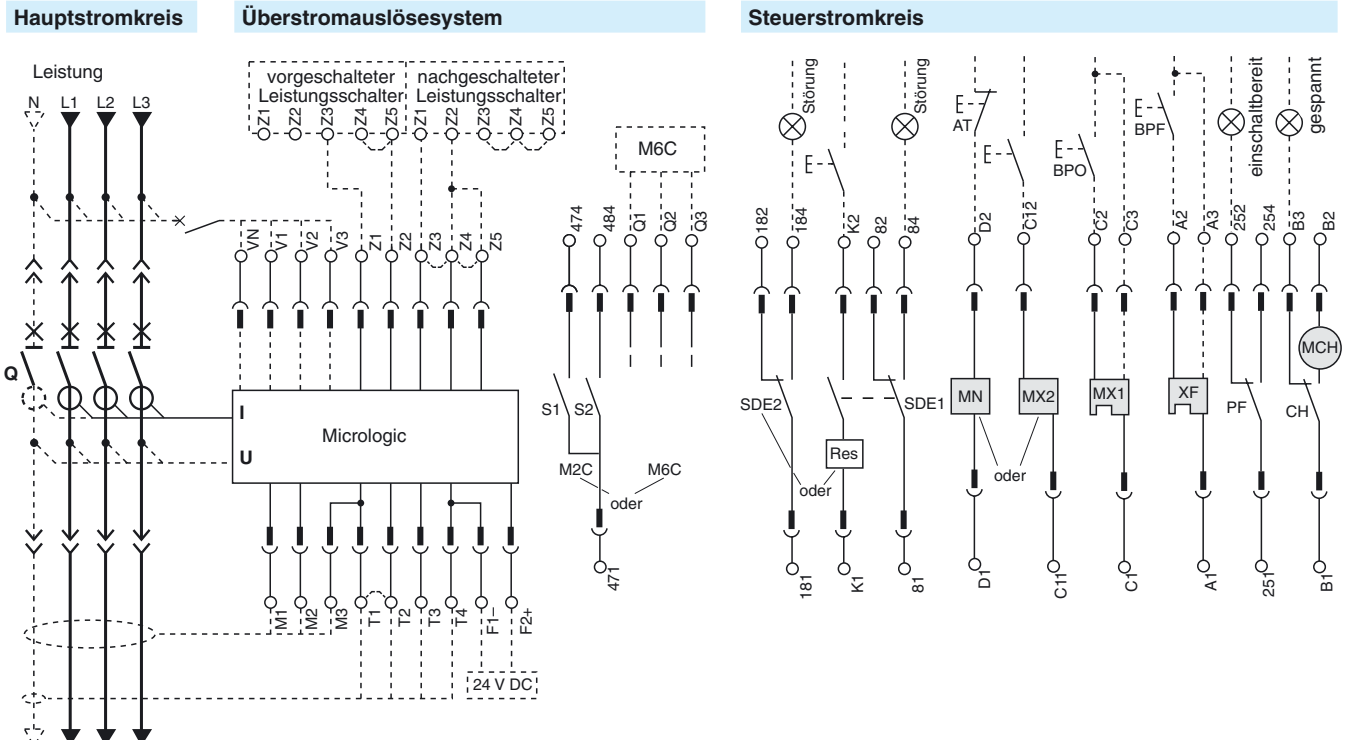 Hauptstromkreis
Überstromauslösesystem
Steuerstromkreis
Leistung
N L1 L2 L3
vorgeschalteter
Leistungsschalter
Z1 Z2 Z3 Z4 Z5
nachgeschalteter
Leistungsschalter
Z1 Z2 Z3 Z4 Z5
M6C
474 484 Q1 Q2 Q3
VN V1 V2 V3 Z1 Z2 Z3 Z4 Z5
Q
I
U
Micrologic
S1 S2
M2C M6C
oder
471
M1 M2 M3 T1 T2 T3 T4 F1– F2+
24 V DC
Störung
Störung
AT
BPO
BPF
einschaltbereit
gespannt
182 184 K2 82 84 D2 C12 C2 C3 A2 A3 252 254 B3 B2
MCH
SDE2
SDE1
MN
MX2
MX1
XF
PF
CH
Res
oder
oder
181 K1 81 D1 C11 C1 A1 251 B1